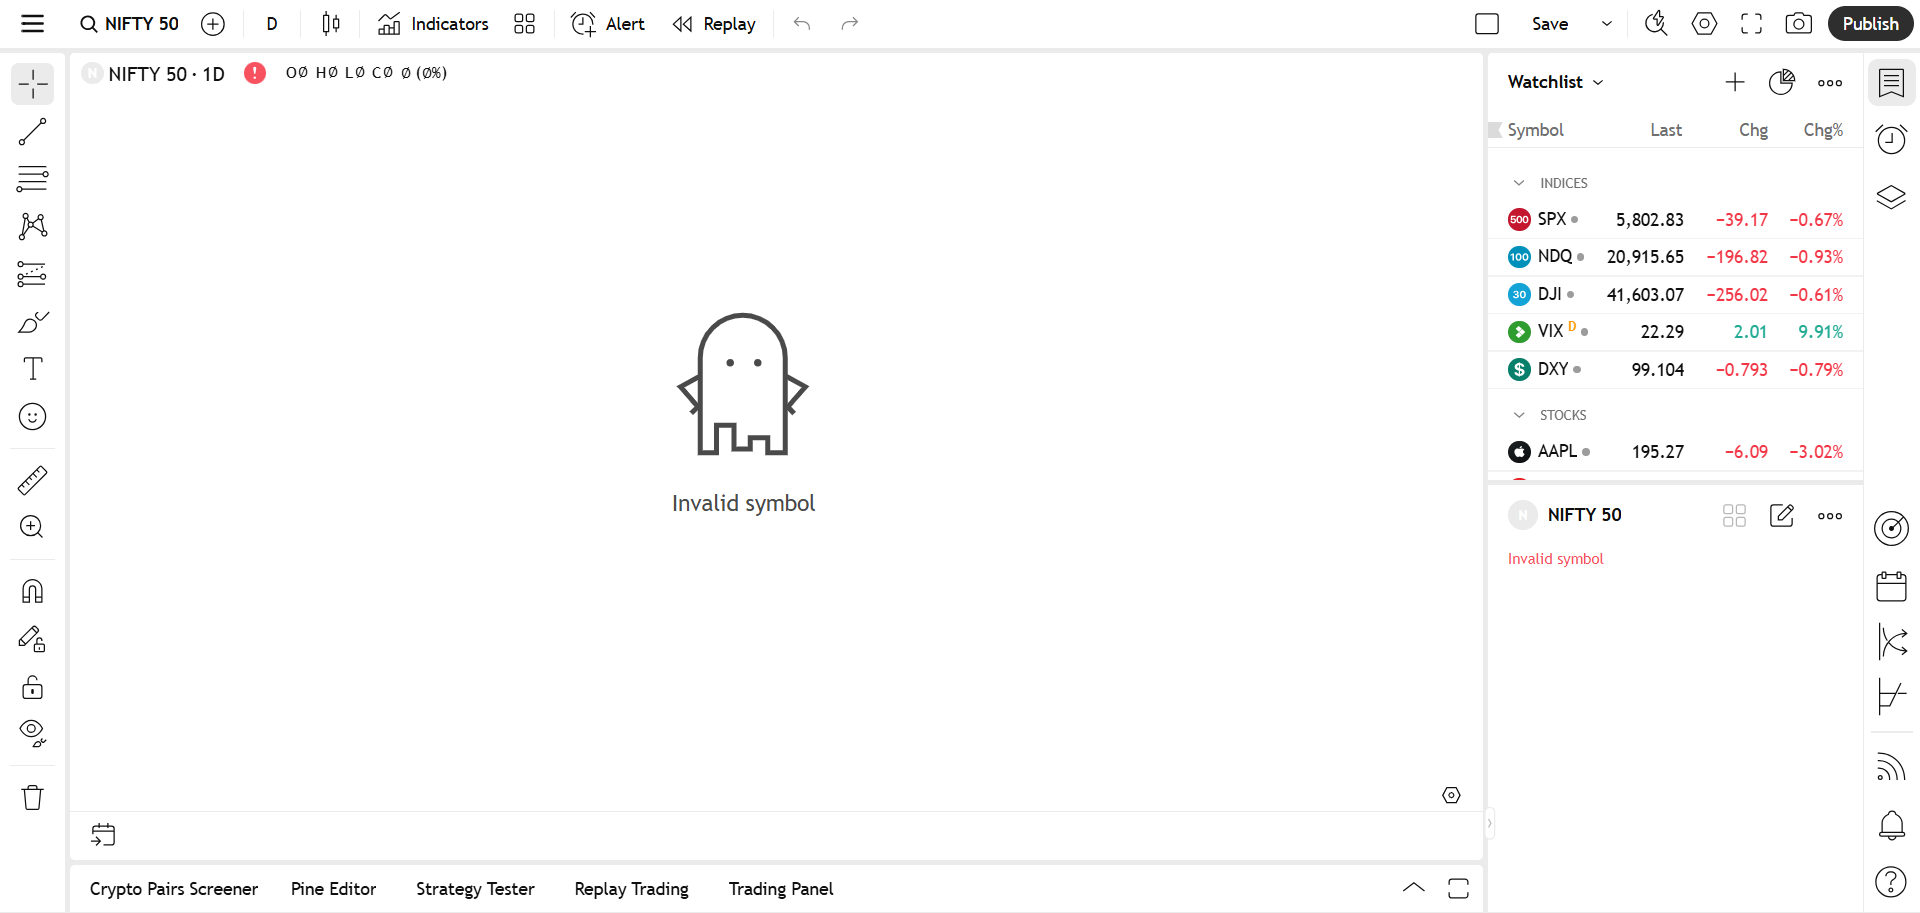 NIFTY 50
D
Indicators
Alert
Replay
Save
Publish
N NIFTY 50 · 1D ! O∅ H∅ L∅ C∅ ∅ (∅%)
Invalid symbol
Watchlist
Symbol Last Chg Chg%
INDICES
500 SPX 5,802.83 −39.17 −0.67%
100 NDQ 20,915.65 −196.82 −0.93%
30 DJI 41,603.07 −256.02 −0.61%
VIX D 22.29 2.01 9.91%
$ DXY 99.104 −0.793 −0.79%
STOCKS
AAPL 195.27 −6.09 −3.02%
N NIFTY 50
Invalid symbol
Crypto Pairs Screener
Pine Editor
Strategy Tester
Replay Trading
Trading Panel